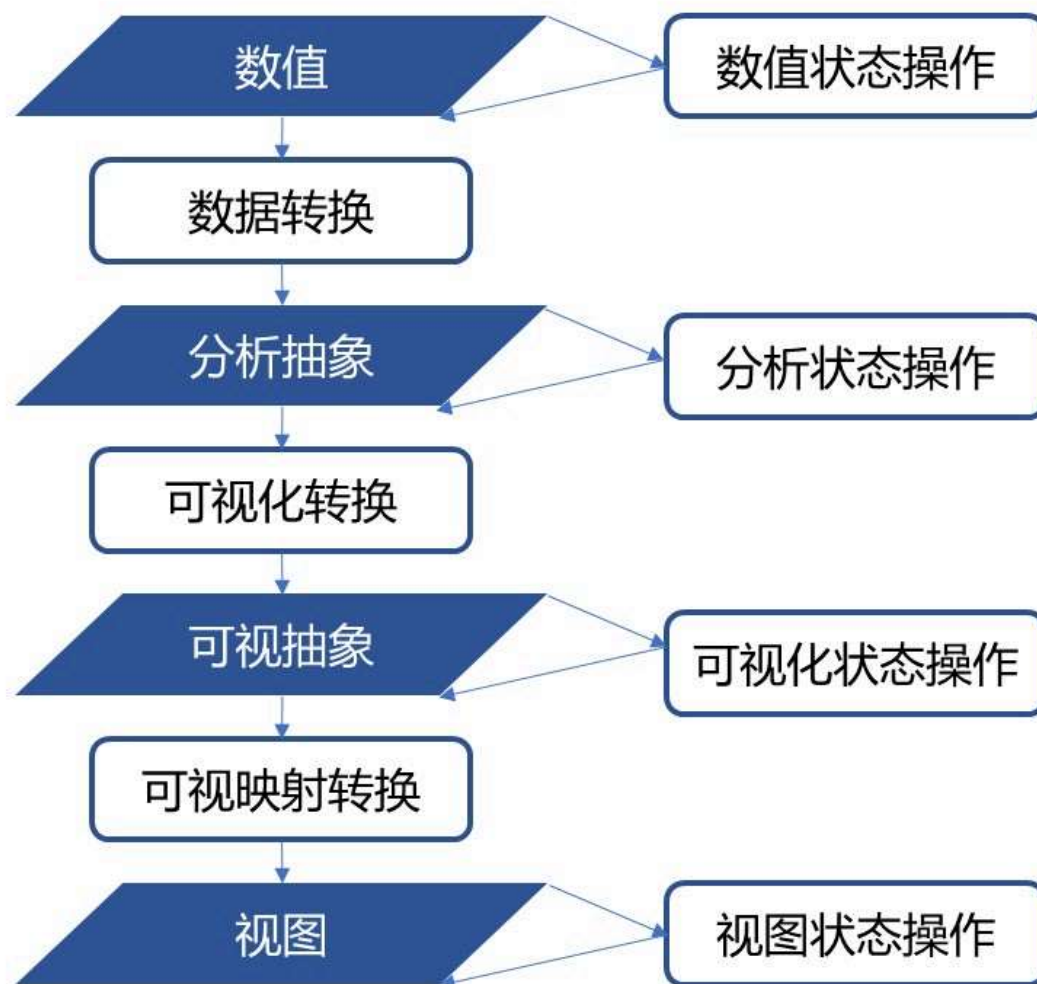 数值
数值状态操作
数据转换
分析抽象
分析状态操作
可视化转换
可视抽象
可视化状态操作
可视映射转换
视图
视图状态操作